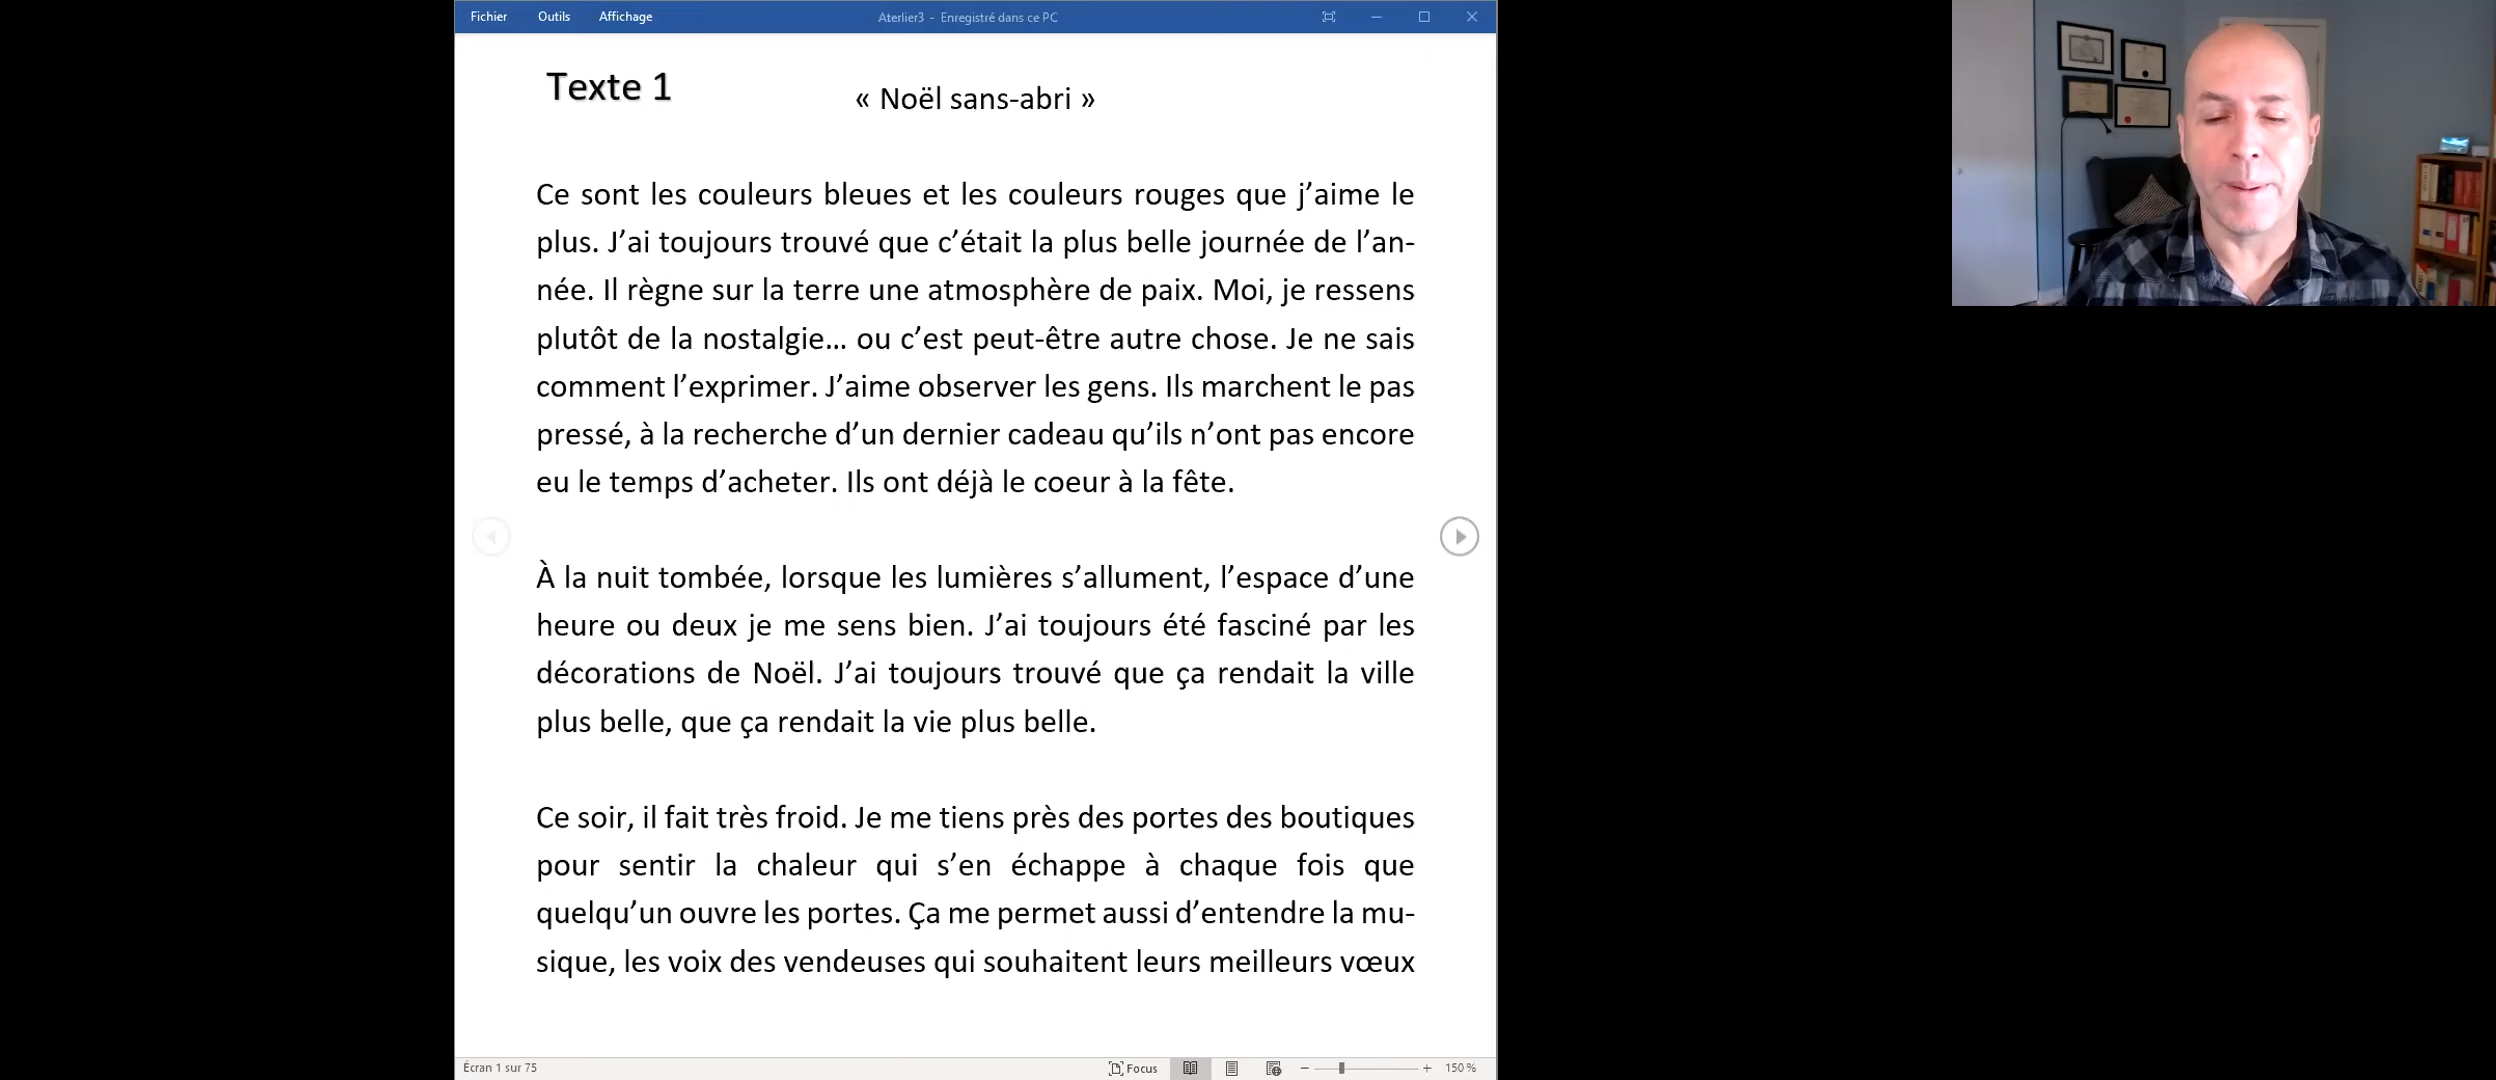 Fichier Outils Affichage Aterlier3 - Enregistré dans ce PC
Texte 1
« Noël sans-abri »
Ce sont les couleurs bleues et les couleurs rouges que j’aime le
plus. J’ai toujours trouvé que c’était la plus belle journée de l’an-
née. Il règne sur la terre une atmosphère de paix. Moi, je ressens
plutôt de la nostalgie... ou c’est peut-être autre chose. Je ne sais
comment l’exprimer. J’aime observer les gens. Ils marchent le pas
pressé, à la recherche d’un dernier cadeau qu’ils n’ont pas encore
eu le temps d’acheter. Ils ont déjà le coeur à la fête.
À la nuit tombée, lorsque les lumières s’allument, l’espace d’une
heure ou deux je me sens bien. J’ai toujours été fasciné par les
décorations de Noël. J’ai toujours trouvé que ça rendait la ville
plus belle, que ça rendait la vie plus belle.
Ce soir, il fait très froid. Je me tiens près des portes des boutiques
pour sentir la chaleur qui s’en échappe à chaque fois que
quelqu’un ouvre les portes. Ça me permet aussi d’entendre la mu-
sique, les voix des vendeuses qui souhaitent leurs meilleurs vœux
Écran 1 sur 75 Focus 150 %